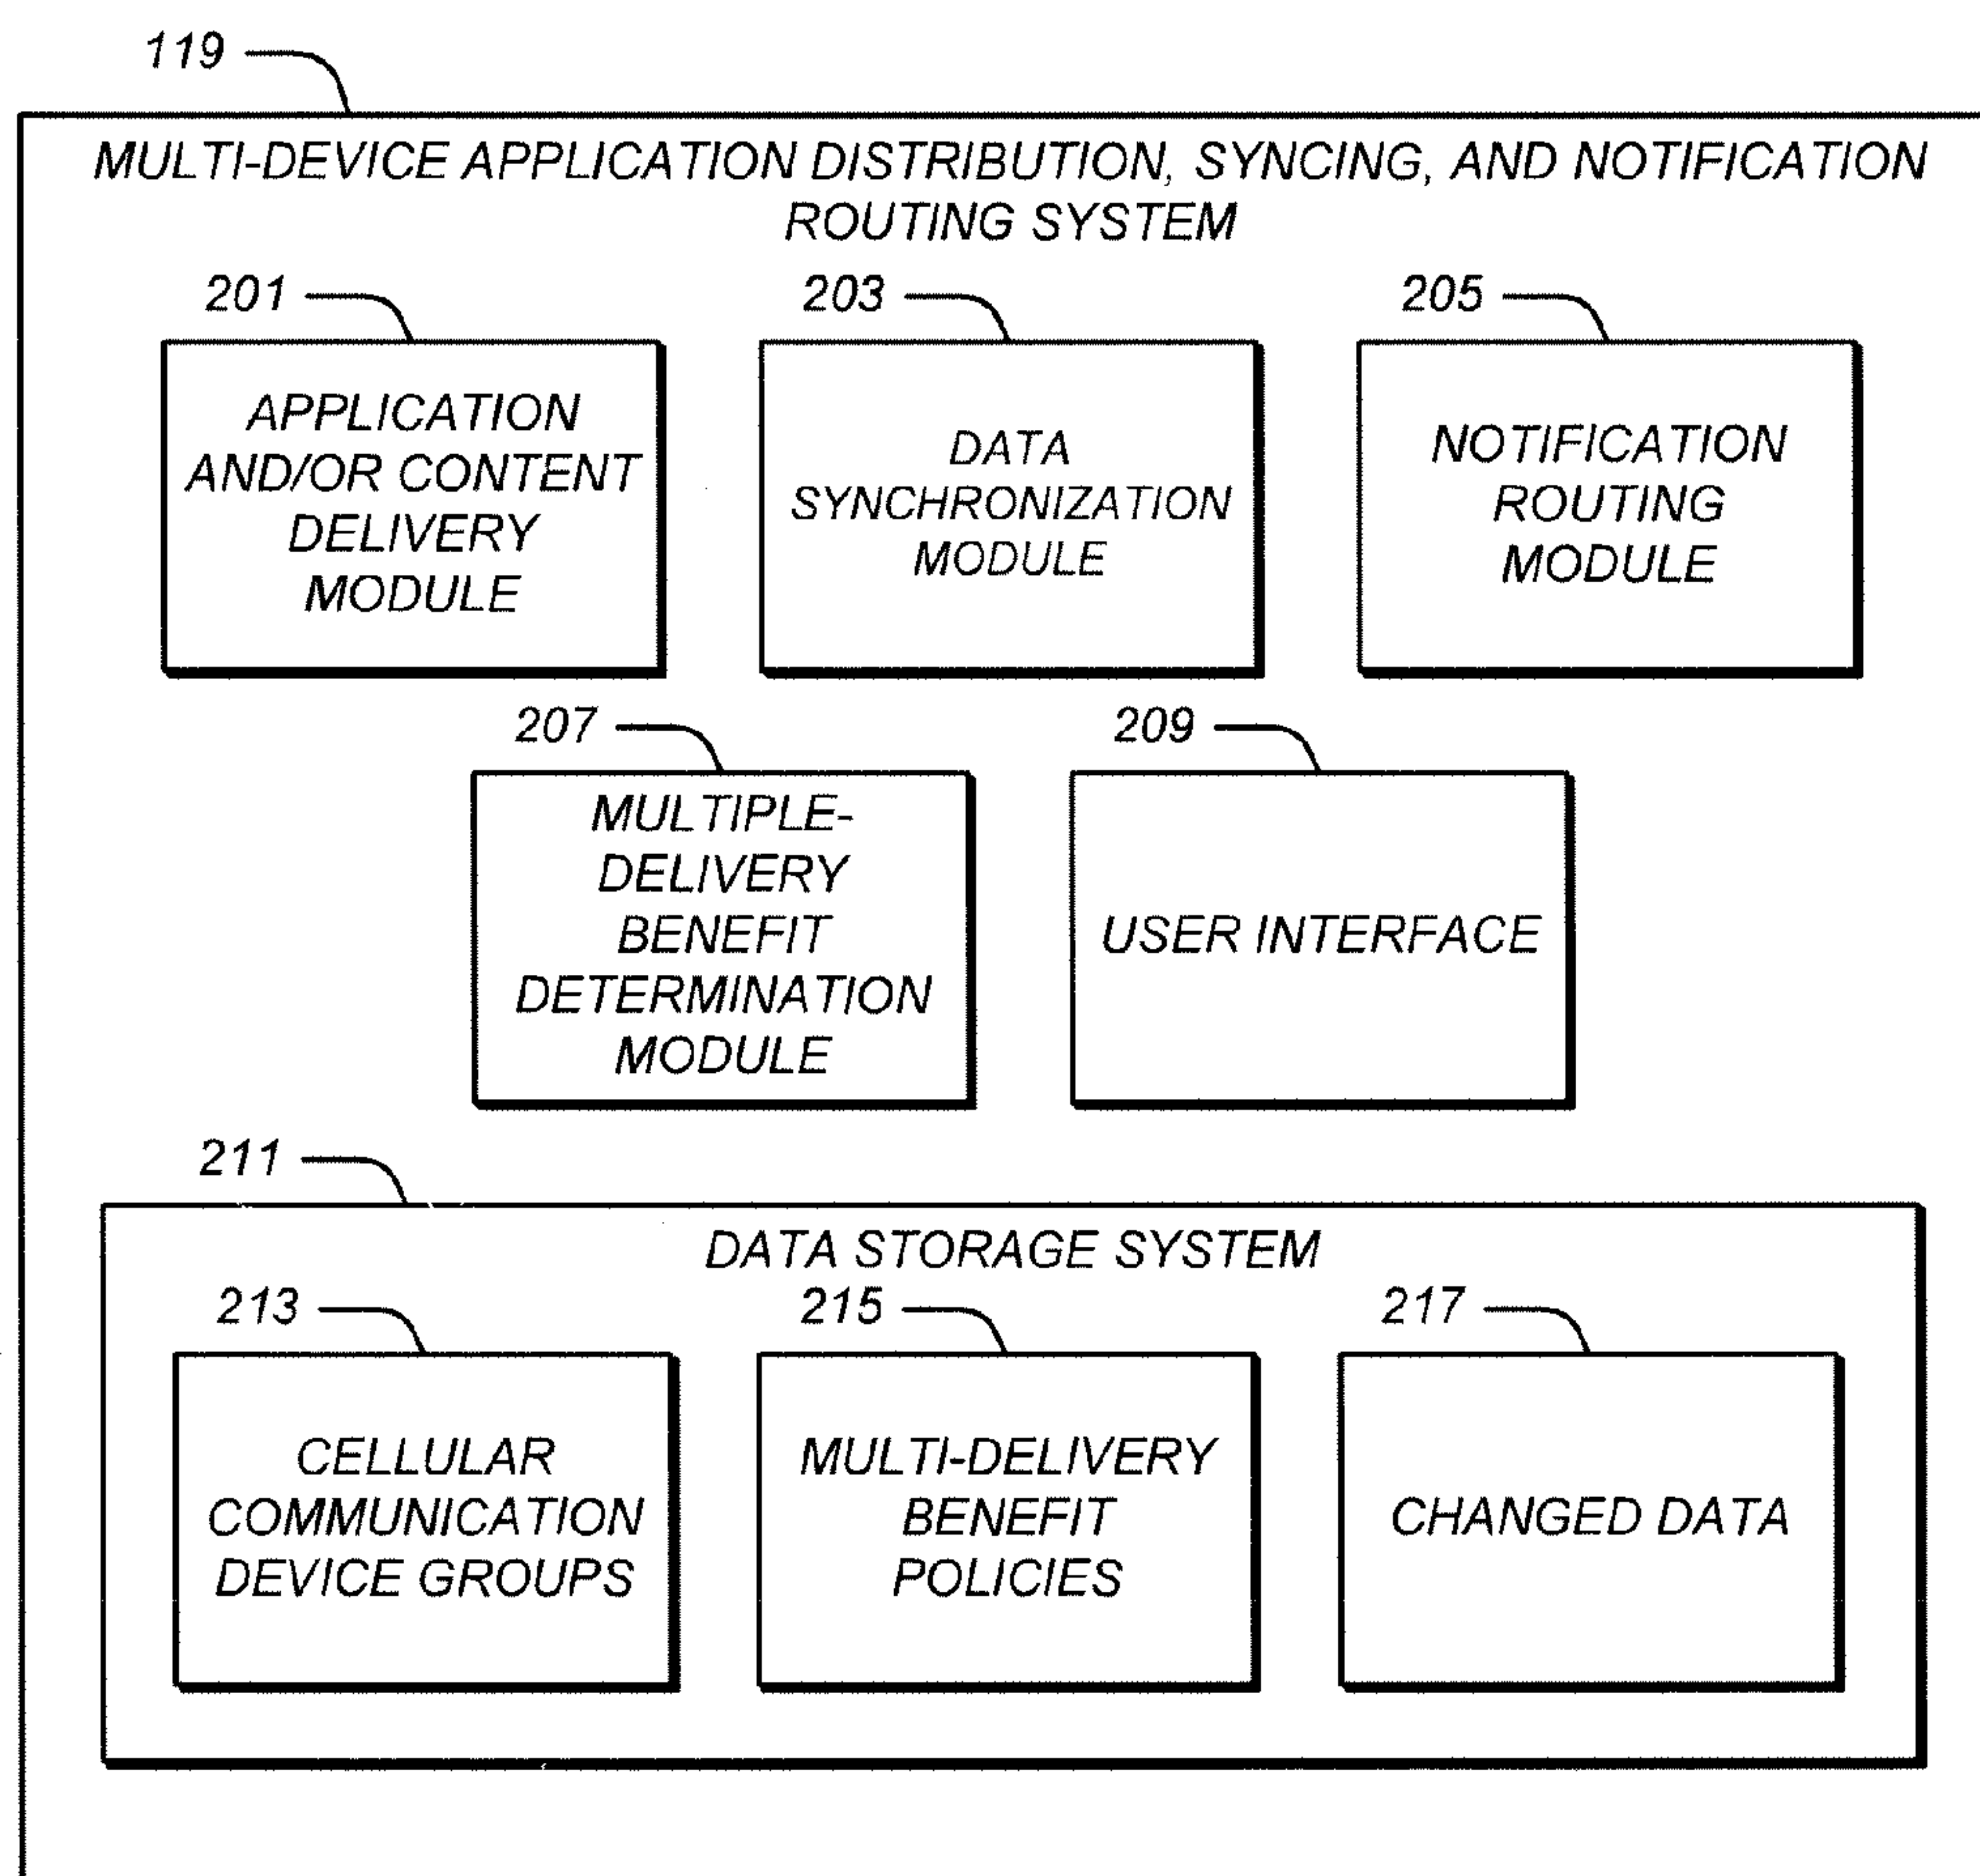 119
MULTI-DEVICE APPLICATION DISTRIBUTION, SYNCING, AND NOTIFICATION
ROUTING SYSTEM
201
APPLICATION
AND/OR CONTENT
DELIVERY
MODULE
203
DATA
SYNCHRONIZATION
MODULE
205
NOTIFICATION
ROUTING
MODULE
207
MULTIPLE-
DELIVERY
BENEFIT
DETERMINATION
MODULE
209
USER INTERFACE
211
DATA STORAGE SYSTEM
213
CELLULAR
COMMUNICATION
DEVICE GROUPS
215
MULTI-DELIVERY
BENEFIT
POLICIES
217
CHANGED DATA